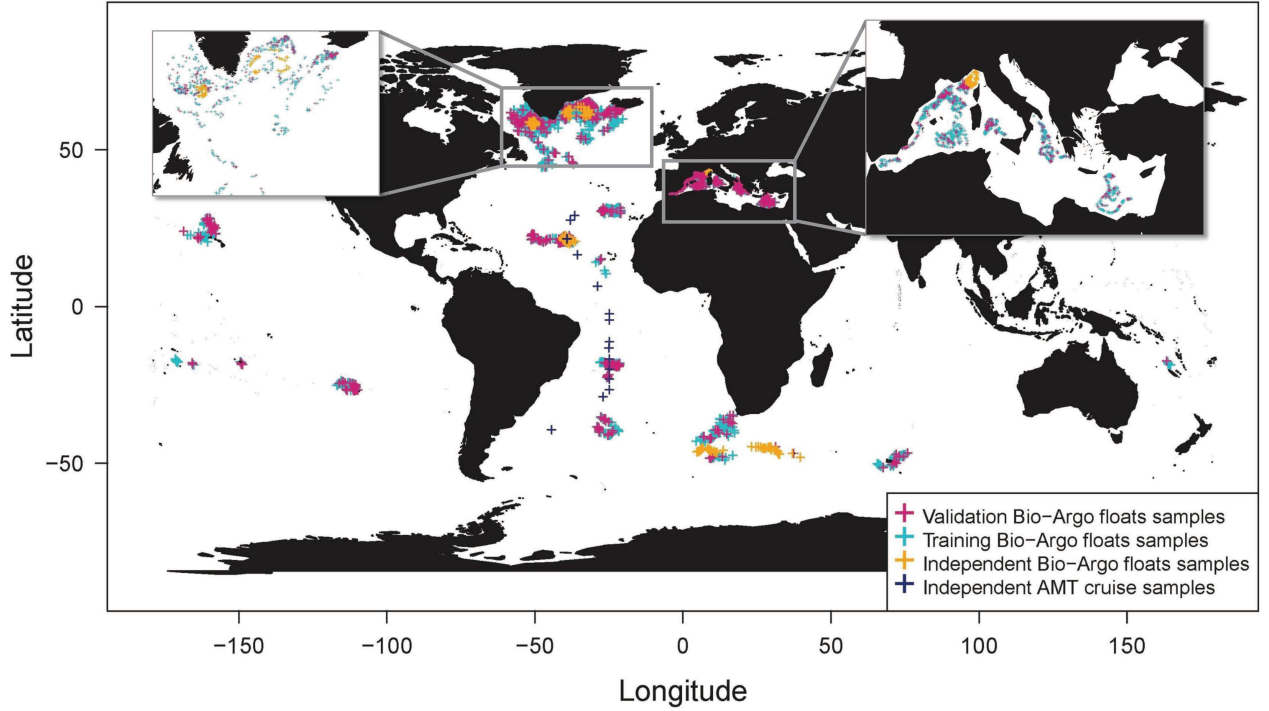 Latitude
50
0
−50
Validation Bio−Argo floats samples
Training Bio−Argo floats samples
Independent Bio−Argo floats samples
Independent AMT cruise samples
−150
−100
−50
0
50
100
150
Longitude